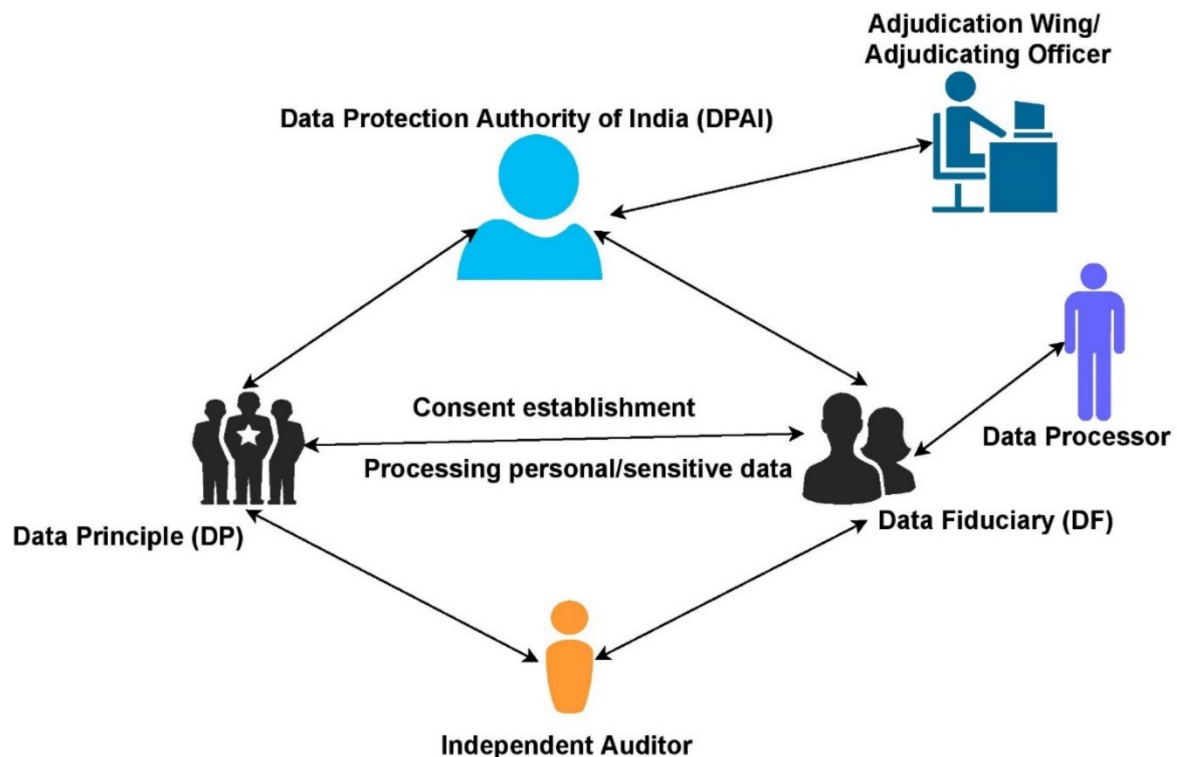 Adjudication Wing/
Adjudicating Officer
Data Protection Authority of India (DPAI)
Consent establishment
Data Processor
Processing personal/sensitive data
Data Principle (DP)
Data Fiduciary (DF)
Independent Auditor